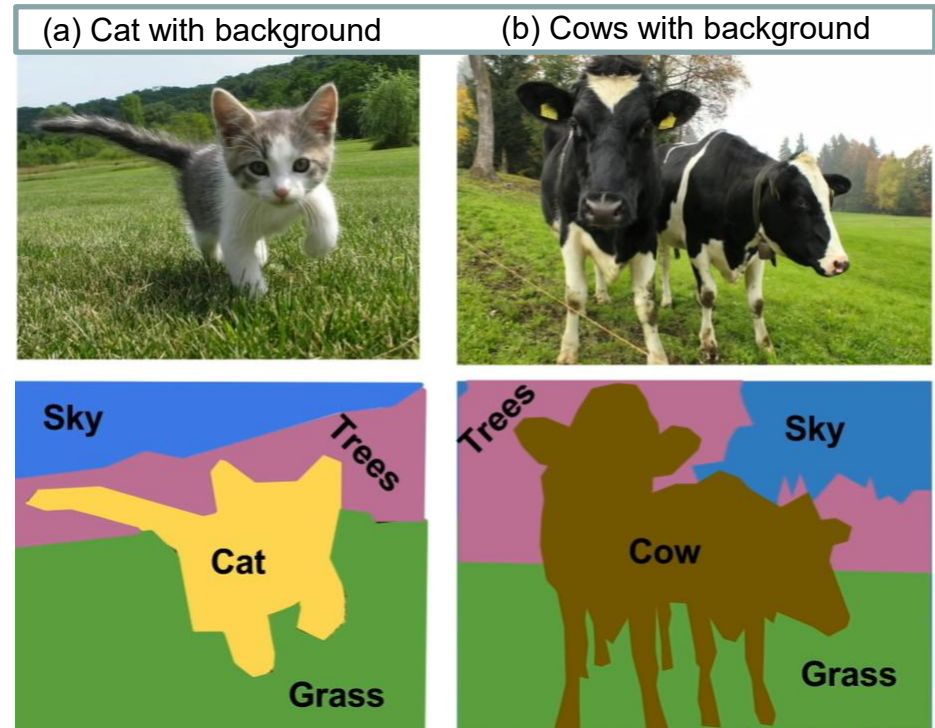 (a) Cat with background
(b) Cows with background
Sky
Trees
Cat
Grass
Trees
Sky
Cow
Grass